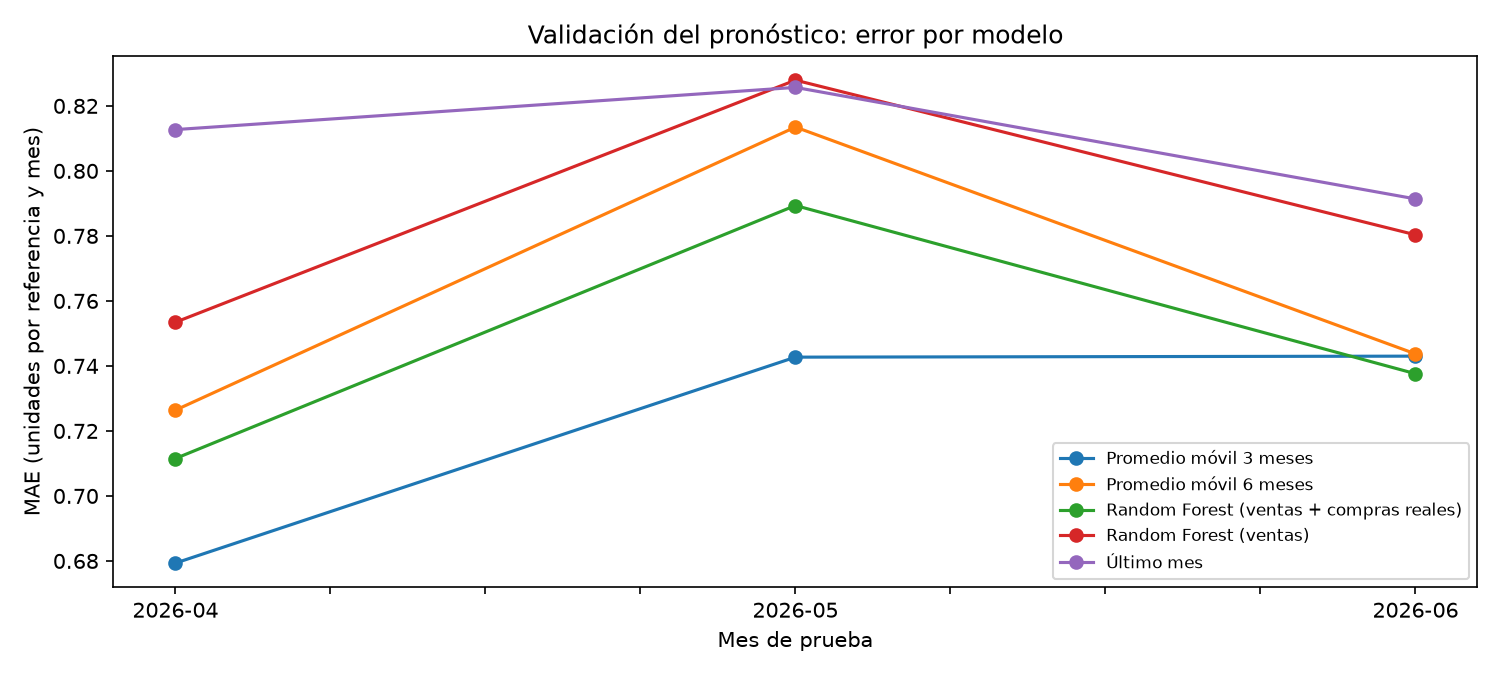 Validación del pronóstico: error por modelo
MAE (unidades por referencia y mes)
0.82
0.80
0.78
0.76
0.74
0.72
0.70
0.68
Promedio móvil 3 meses
Promedio móvil 6 meses
Random Forest (ventas + compras reales)
Random Forest (ventas)
Último mes
2026-04
2026-05
2026-06
Mes de prueba